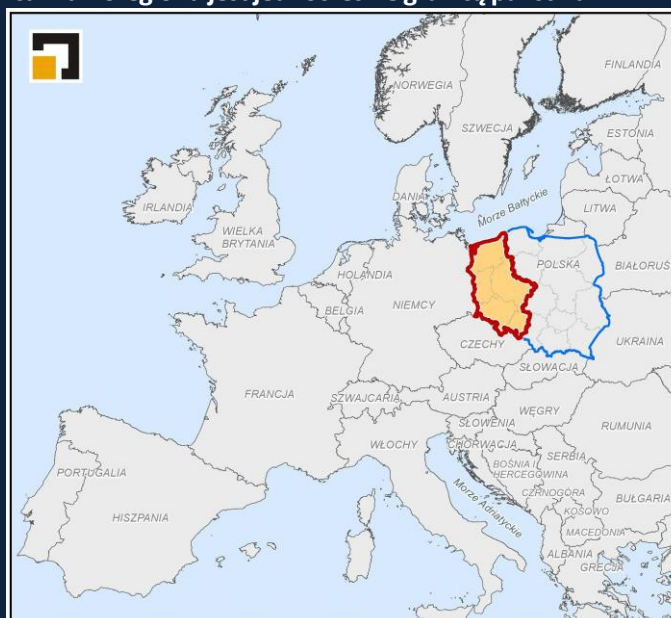 FINLANDIA
NORWEGIA
SZWECJA
ESTONIA
ŁOTWA
DANIA
Morze Bałtyckie
LITWA
IRLANDIA
WIELKA
BRYTANIA
POLSKA
BIAŁORUŚ
HOLANDIA
NIEMCY
BELGIA
UKRAINA
CZECHY
SŁOWACJA
FRANCJA
SZWAJCARIA
AUSTRIA
WĘGRY
SŁOWENIA
RUMUNIA
WŁOCHY
CHORWACJA
BOŚNIA I
HERCEGOWINA
SERBIA
PORTUGALIA
CZRNOGÓRA
BUŁGARIA
HISZPANIA
Morze Adriatyckie
KOSOWO
MACEDONIA
ALBANIA
GRECJA